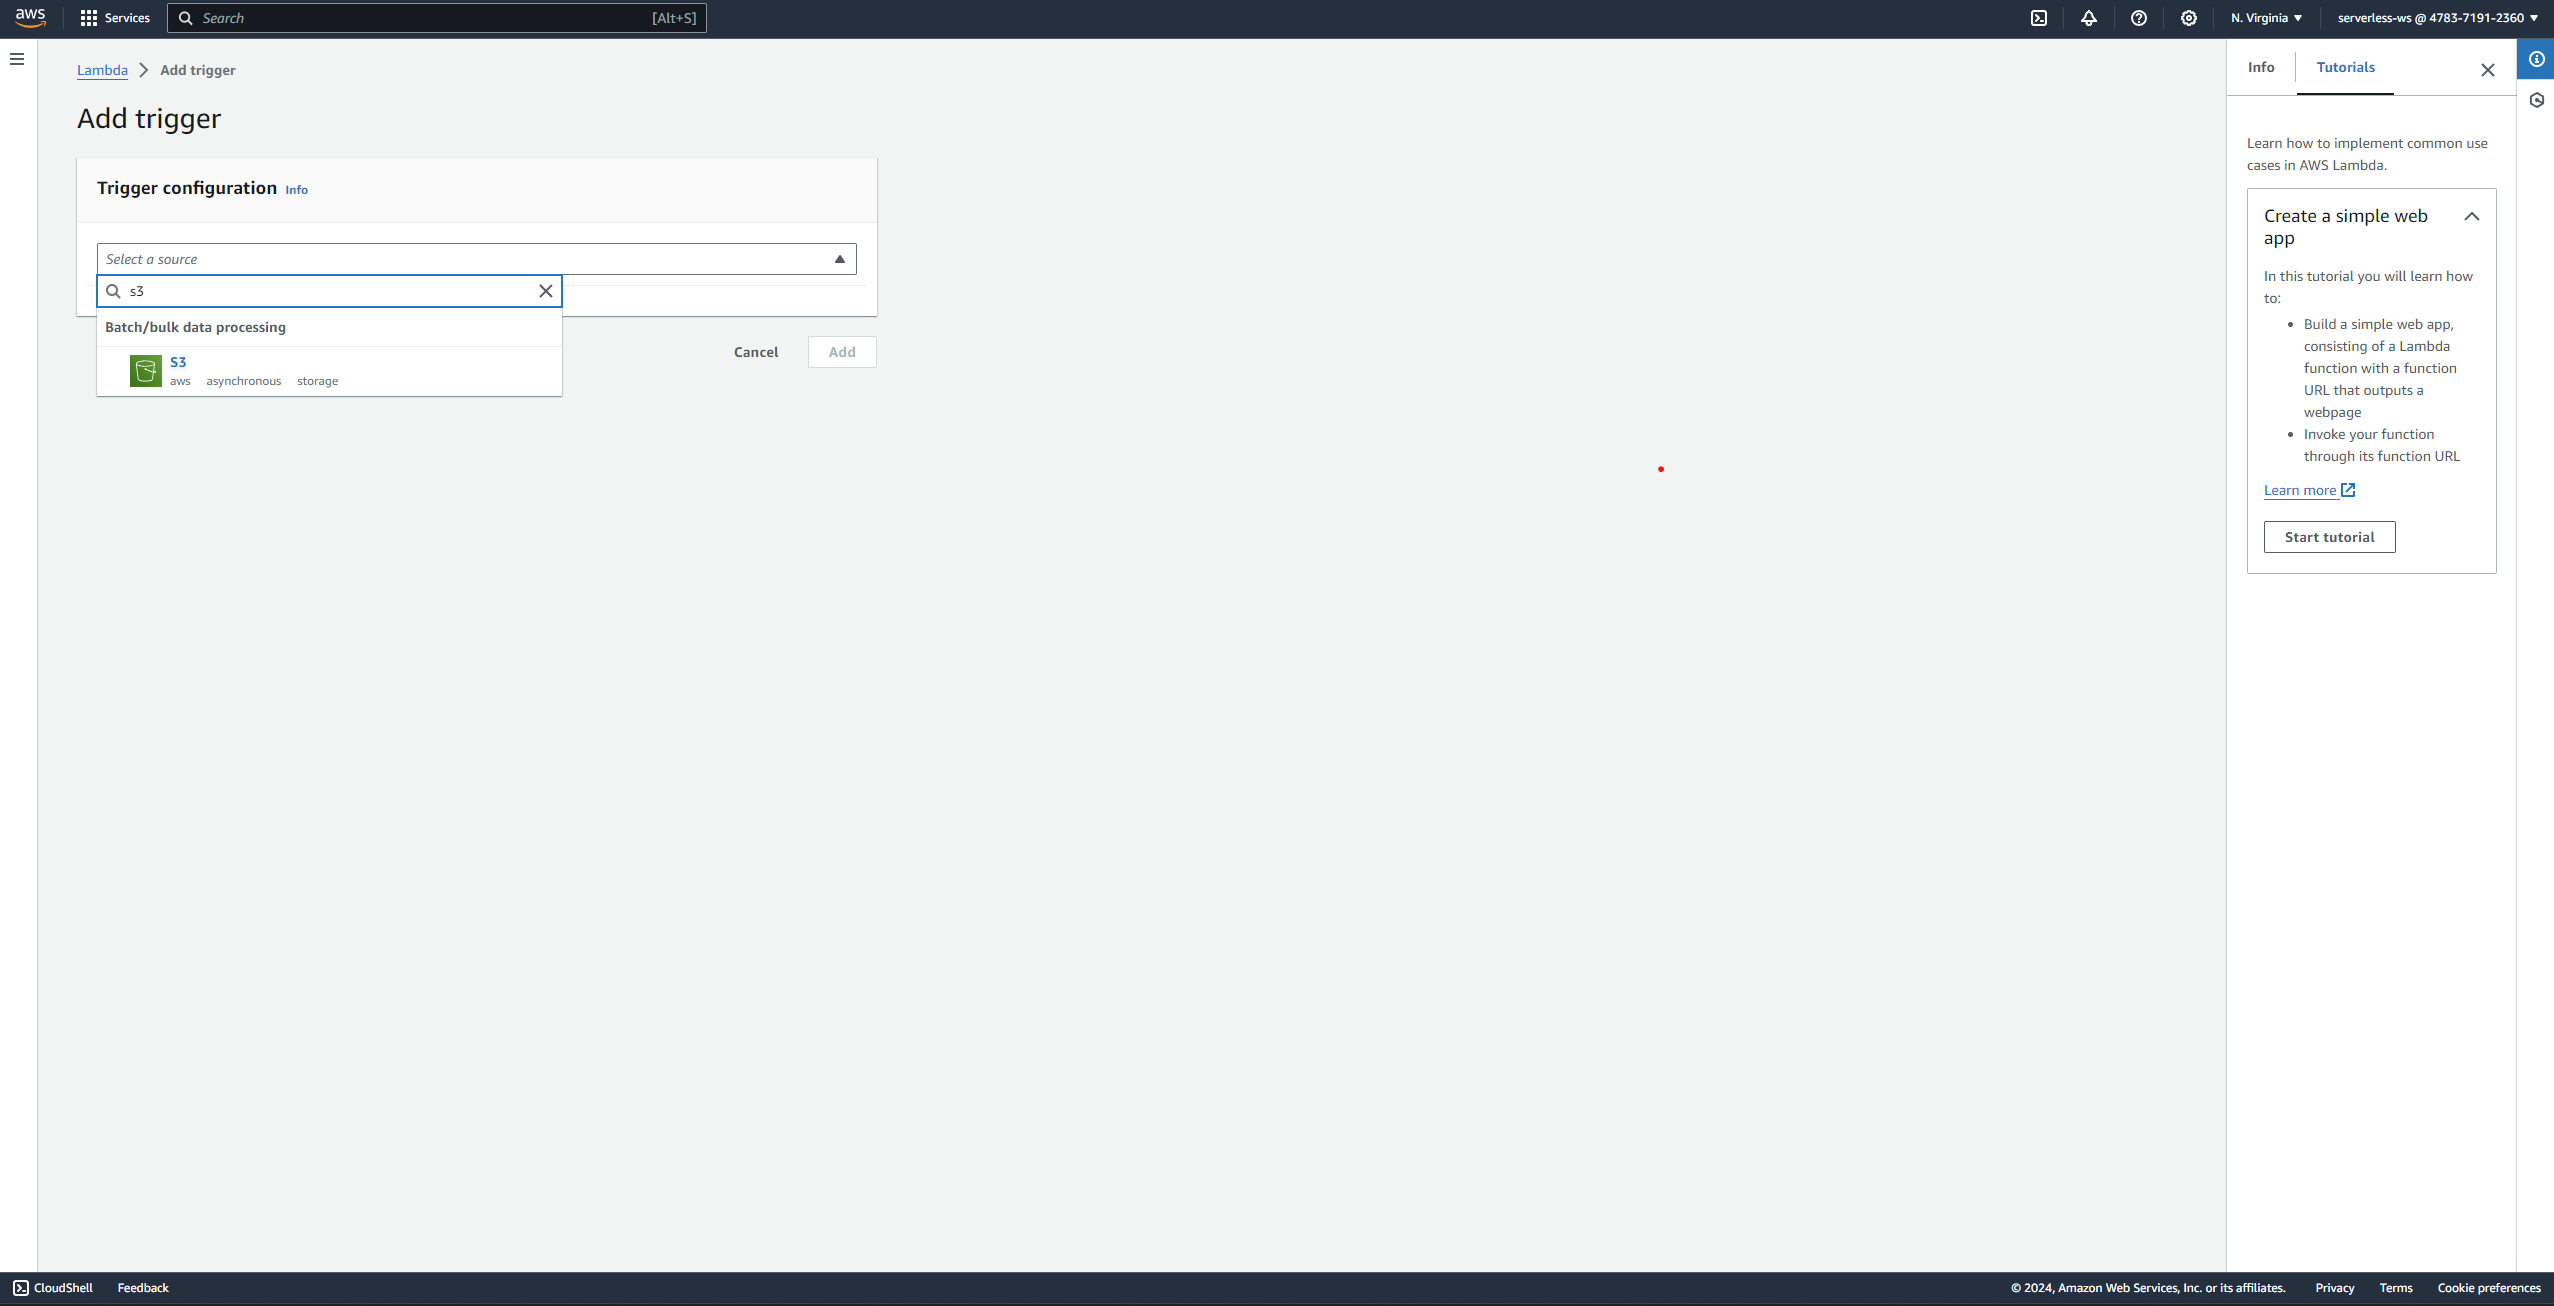 aws
Services
Search
[Alt+S]
N. Virginia
serverless-ws @ 4783-7191-2360
Lambda
Add trigger
Add trigger
Trigger configuration Info
Select a source
s3
Batch/bulk data processing
S3
aws asynchronous storage
Cancel
Add
Info
Tutorials
Learn how to implement common use
cases in AWS Lambda.
Create a simple web
app
In this tutorial you will learn how
to:
Build a simple web app,
consisting of a Lambda
function with a function
URL that outputs a
webpage
Invoke your function
through its function URL
Learn more
Start tutorial
CloudShell
Feedback
© 2024, Amazon Web Services, Inc. or its affiliates.
Privacy
Terms
Cookie preferences